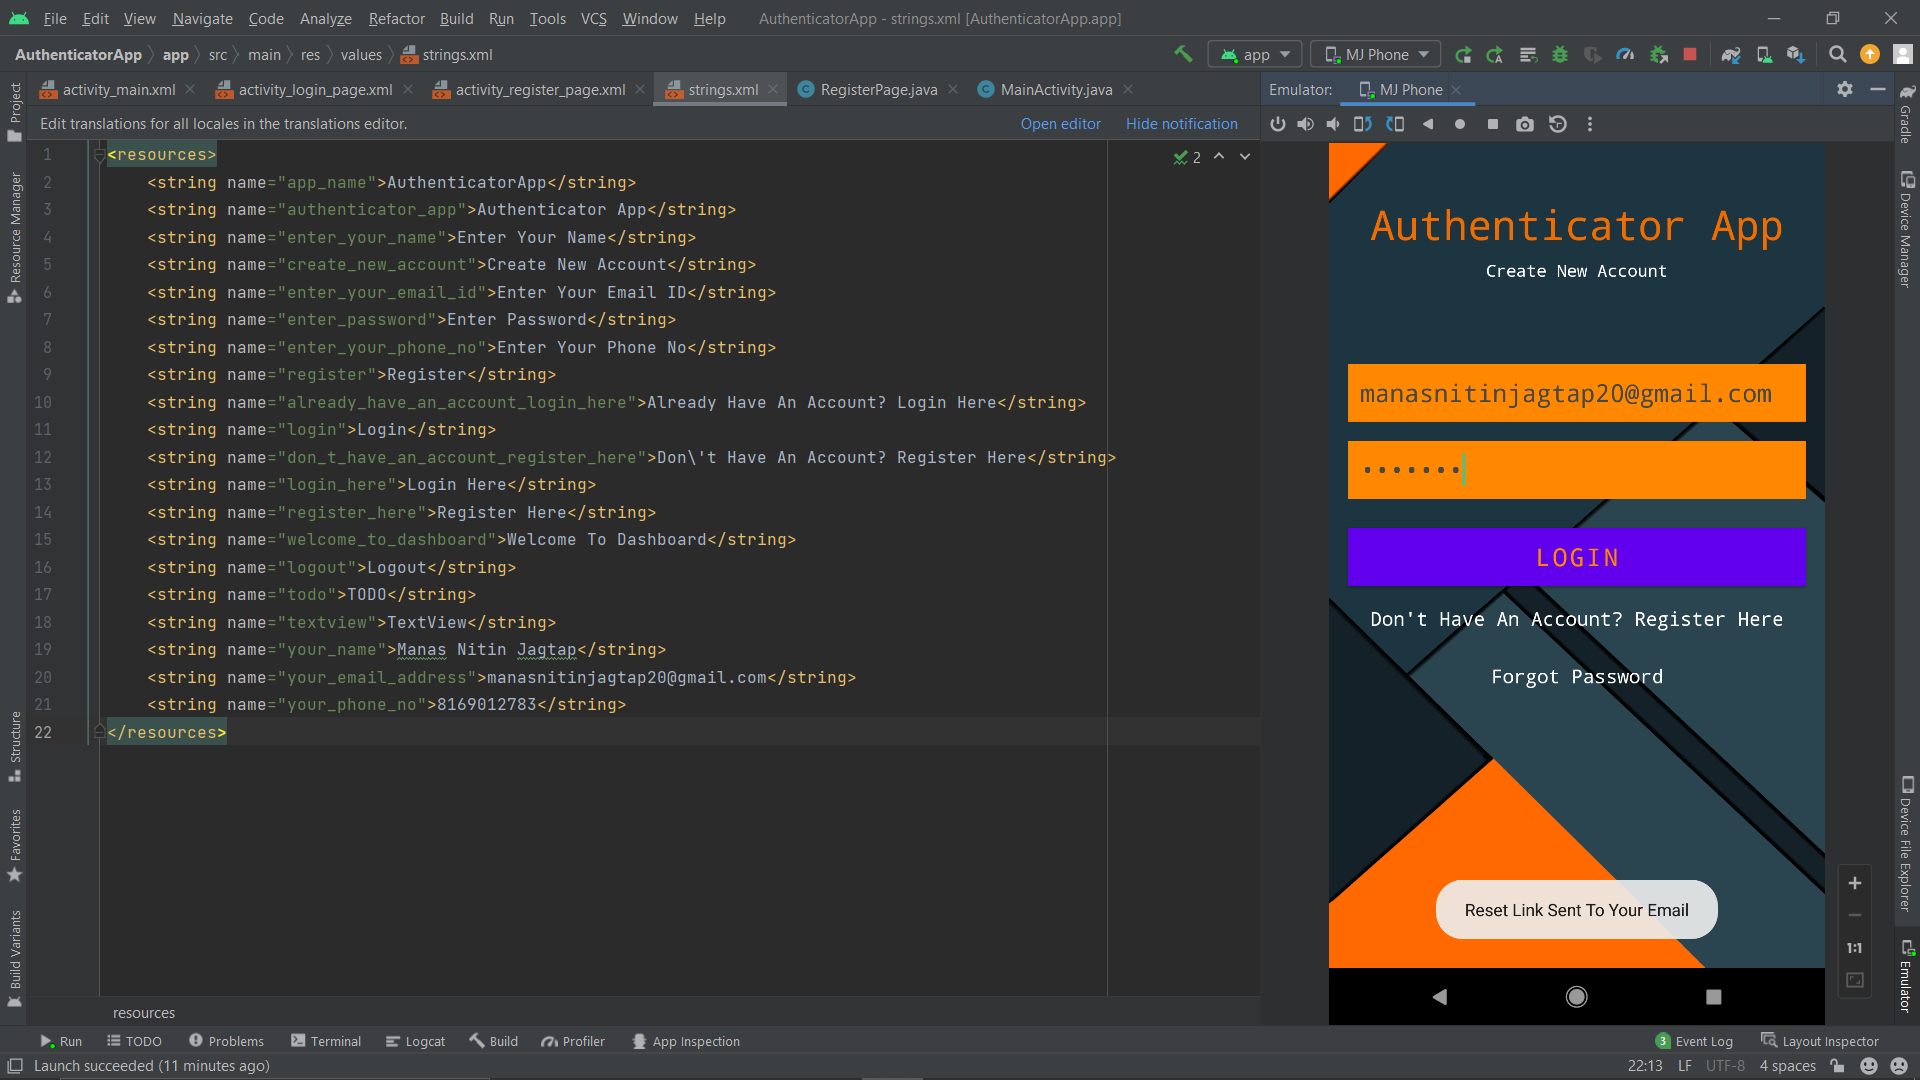 File Edit View Navigate Code Analyze Refactor Build Run Tools VCS Window Help AuthenticatorApp - strings.xml [AuthenticatorApp.app]
AuthenticatorApp app src main res values strings.xml app MJ Phone
activity_main.xml activity_login_page.xml activity_register_page.xml strings.xml RegisterPage.java MainActivity.java Emulator: MJ Phone
Edit translations for all locales in the translations editor. Open editor Hide notification
2
1 <resources>
2 <string name="app_name">AuthenticatorApp</string>
3 <string name="authenticator_app">Authenticator App</string>
4 <string name="enter_your_name">Enter Your Name</string>
5 <string name="create_new_account">Create New Account</string>
6 <string name="enter_your_email_id">Enter Your Email ID</string>
7 <string name="enter_password">Enter Password</string>
8 <string name="enter_your_phone_no">Enter Your Phone No</string>
9 <string name="register">Register</string>
10 <string name="already_have_an_account_login_here">Already Have An Account? Login Here</string>
11 <string name="login">Login</string>
12 <string name="don_t_have_an_account_register_here">Don\'t Have An Account? Register Here</string>
13 <string name="login_here">Login Here</string>
14 <string name="register_here">Register Here</string>
15 <string name="welcome_to_dashboard">Welcome To Dashboard</string>
16 <string name="logout">Logout</string>
17 <string name="todo">TODO</string>
18 <string name="textview">TextView</string>
19 <string name="your_name">Manas Nitin Jagtap</string>
20 <string name="your_email_address">manasnitinjagtap20@gmail.com</string>
21 <string name="your_phone_no">8169012783</string>
22 </resources>
resources
Project
Resource Manager
Structure
Favorites
Build Variants
Authenticator App
Create New Account
manasnitinjagtap20@gmail.com
•••••••
LOGIN
Don't Have An Account? Register Here
Forgot Password
Reset Link Sent To Your Email
1:1
Gradle
Device Manager
Device File Explorer
Emulator
Run TODO Problems Terminal Logcat Build Profiler App Inspection 3 Event Log Layout Inspector
Launch succeeded (11 minutes ago) 22:13 LF UTF-8 4 spaces